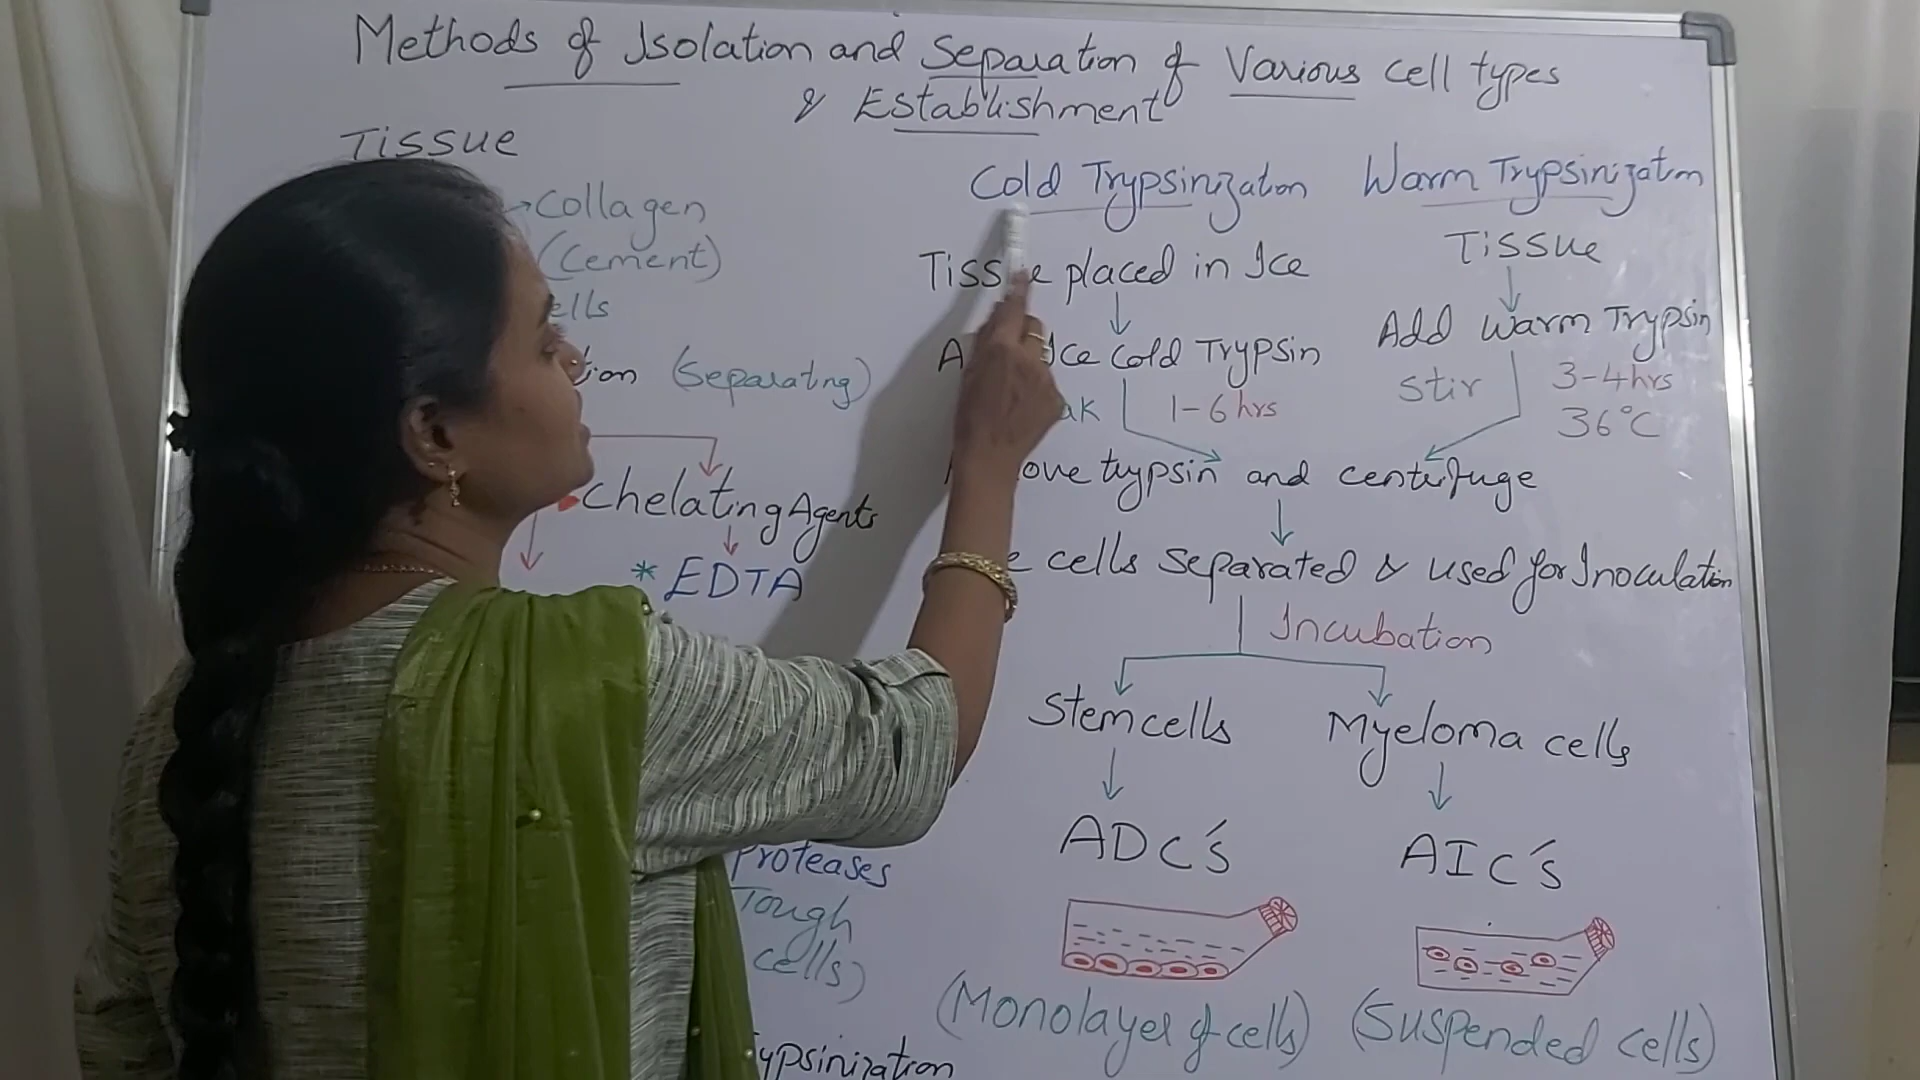 Methods of Isolation and Separation of Various cell types
& Establishment
Tissue
Collagen
(Cement)
ells
tion (Separating)
Chelating Agents
* EDTA
Proteases
Tough
cells)
ypsinization
Cold Trypsinization
Tissue placed in Ice
Ice cold Trypsin
ak 1-6 hrs
Warm Trypsinization
Tissue
Add warm Trypsin
Stir 3-4 hrs
36°C
ove trypsin and centrifuge
e cells separated & used for Inoculation
Incubation
Stem cells
ADC's
(Monolayer of cells)
Myeloma cells
AIC's
(Suspended cells)